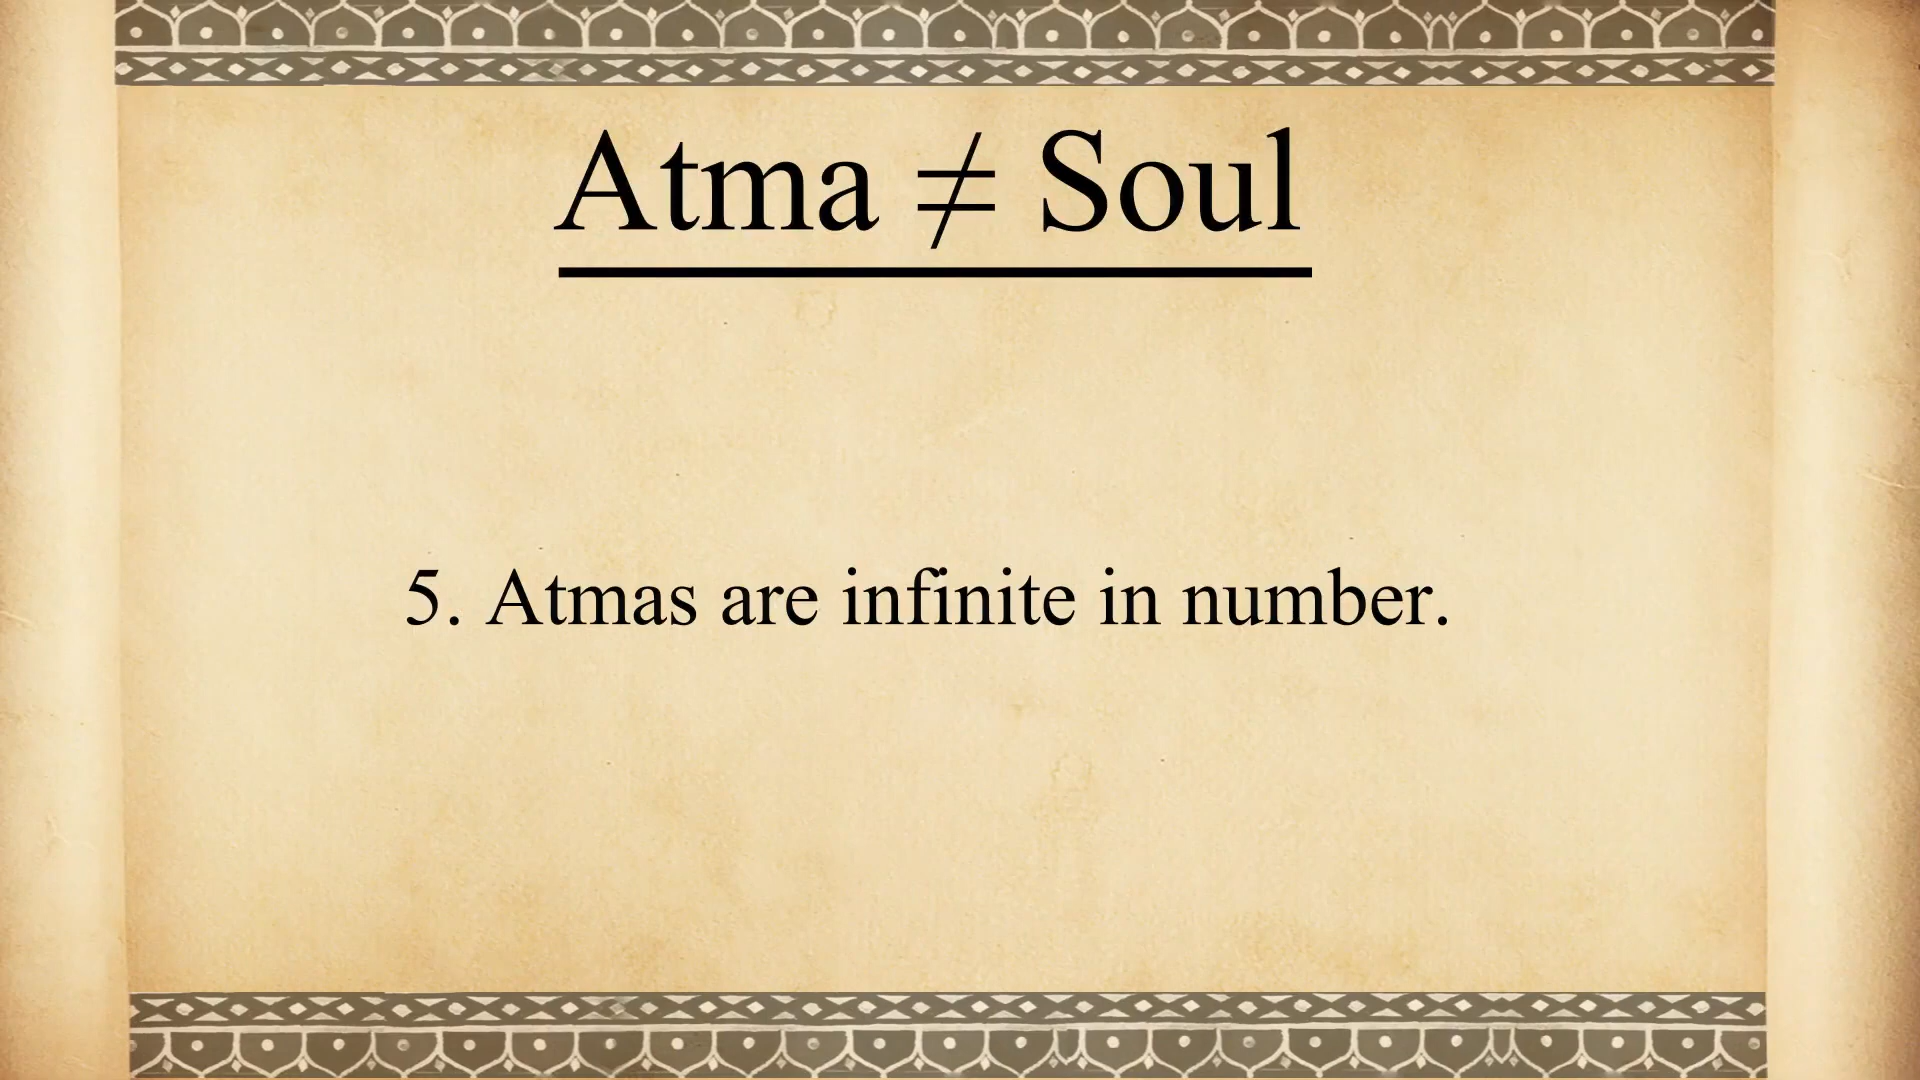 Atma ≠ Soul
5. Atmas are infinite in number.